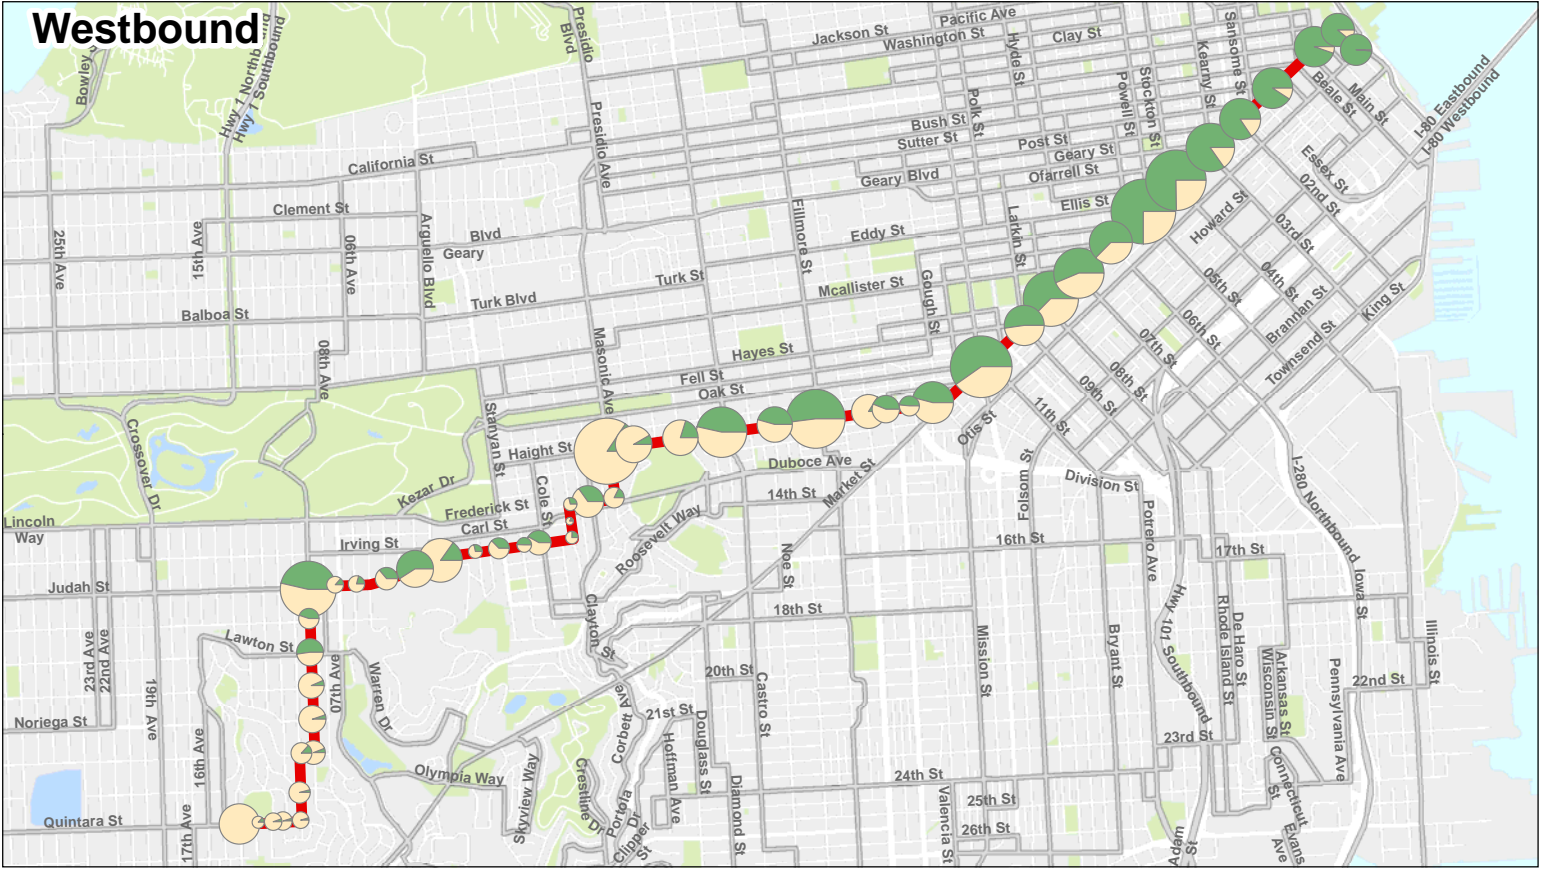 Westbound
Bowley
Hwy 1 Northbound
Hwy 1 Southbound
Presidio
Blvd
Pacific Ave
Jackson St
Washington St
Clay St
Hyde St
Sansome St
Kearny St
Beale St
Main St
I-80 Eastbound
I-80 Westbound
Presidio Ave
Polk St
Powell St
Stockton St
Bush St
Sutter St
Post St
Geary St
Ofarrell St
California St
Geary Blvd
Essex St
02nd St
Clement St
Ellis St
Howard St
03rd St
25th Ave
15th Ave
06th Ave
Arguello Blvd
Blvd
Geary
Fillmore St
Eddy St
Larkin St
Turk St
Turk Blvd
Mcallister St
Gough St
05th St
04th St
Brannan St
King St
Balboa St
06th St
Townsend St
07th St
08th Ave
Masonic Ave
Hayes St
Fell St
Oak St
08th St
09th St
11th St
Otis St
Crossover Dr
Stanyan St
Haight St
Kezar Dr
Cole St
Duboce Ave
14th St
Market St
Folsom St
Division St
I-280 Northbound
Lincoln
Way
Frederick St
Carl St
Irving St
Roosevelt Way
Potrero Ave
16th St
17th St
Noe St
Judah St
Clayton St
18th St
Hwy 101 Southbound
Iowa St
Lawton St
23rd Ave
22nd Ave
19th Ave
07th Ave
Warren Dr
Mission St
Bryant St
Rhode Island St
De Haro St
Wisconsin St
Arkansas St
Pennsylvania Ave
Illinois St
20th St
Castro St
22nd St
Noriega St
16th Ave
Corbett Ave
21st St
Hoffman Ave
Douglass St
23rd St
Olympia Way
Skyview Way
Crestline Dr
Portola
Dr
Clipper
St
Diamond St
24th St
Valencia St
25th St
26th St
Connecticut
St
Quintara St
17th Ave
Adam
St
Evans
Ave